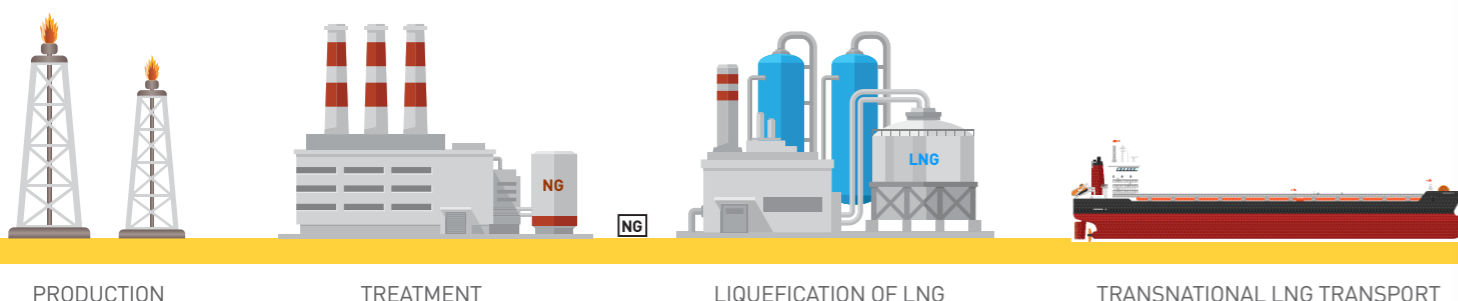 LNG
NG
NG
PRODUCTION
TREATMENT
LIQUEFICATION OF LNG
TRANSNATIONAL LNG TRANSPORT